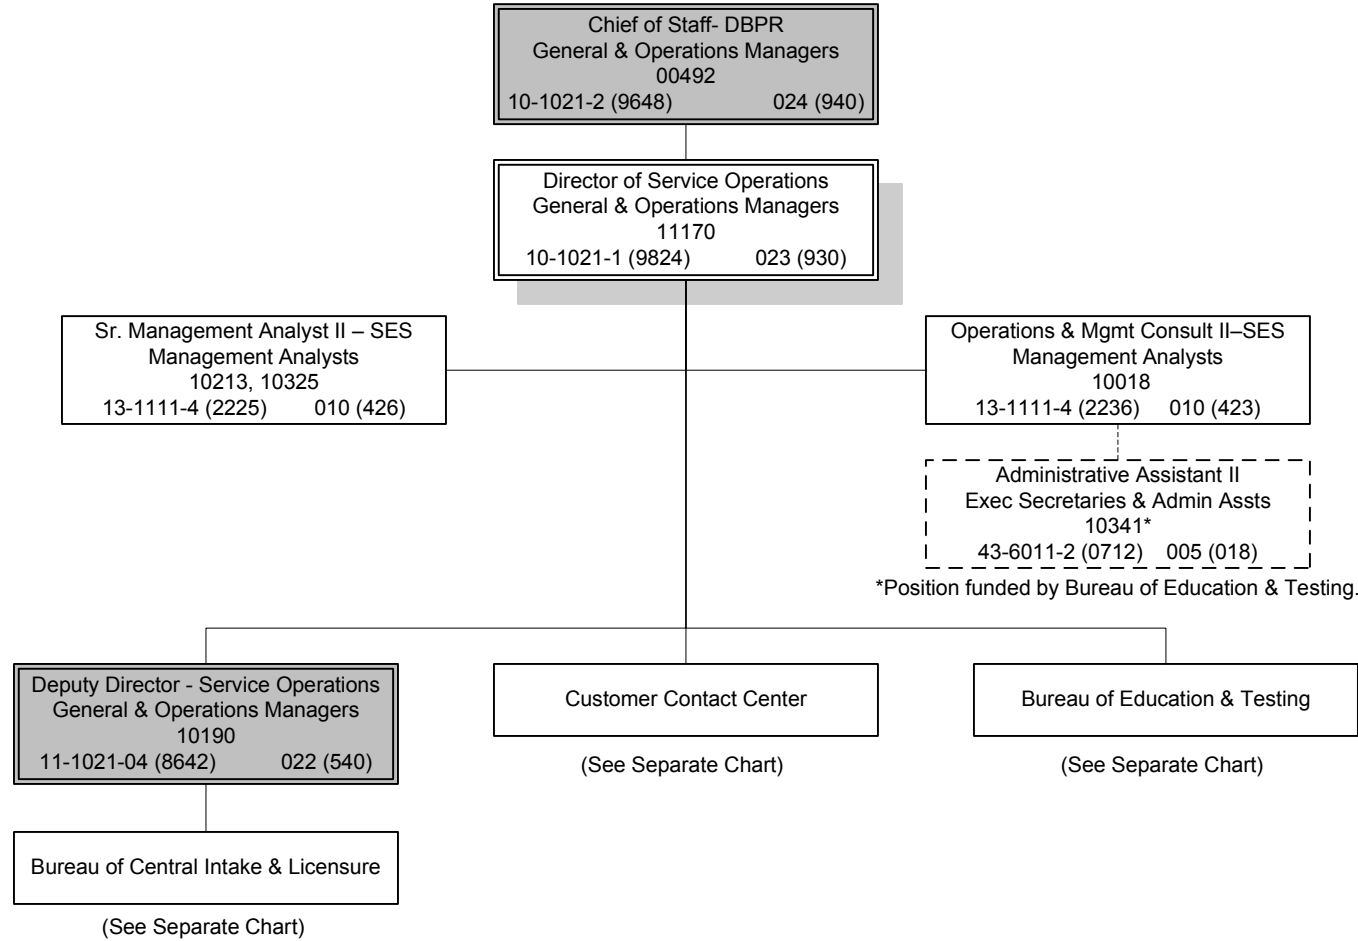 Chief of Staff- DBPR
General & Operations Managers
00492
10-1021-2 (9648) 024 (940)
Director of Service Operations
General & Operations Managers
11170
10-1021-1 (9824) 023 (930)
Sr. Management Analyst II – SES
Management Analysts
10213, 10325
13-1111-4 (2225) 010 (426)
Operations & Mgmt Consult II–SES
Management Analysts
10018
13-1111-4 (2236) 010 (423)
Administrative Assistant II
Exec Secretaries & Admin Assts
10341*
43-6011-2 (0712) 005 (018)
*Position funded by Bureau of Education & Testing.
Deputy Director - Service Operations
General & Operations Managers
10190
11-1021-04 (8642) 022 (540)
Customer Contact Center
(See Separate Chart)
Bureau of Education & Testing
(See Separate Chart)
Bureau of Central Intake & Licensure
(See Separate Chart)